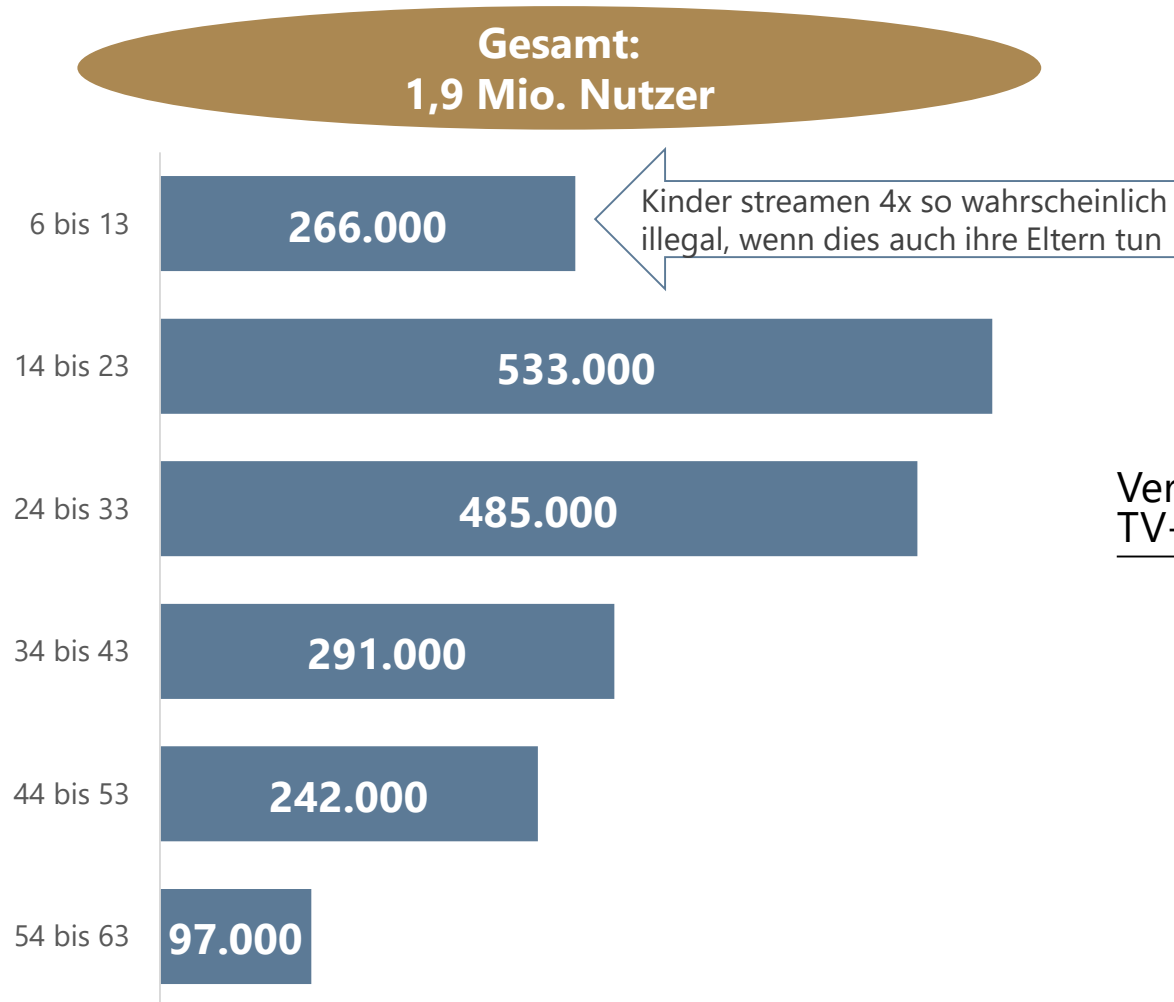 Gesamt:
1,9 Mio. Nutzer
6 bis 13
266.000
Kinder streamen 4x so wahrscheinlich
illegal, wenn dies auch ihre Eltern tun
14 bis 23
533.000
24 bis 33
485.000
34 bis 43
291.000
44 bis 53
242.000
54 bis 63
97.000